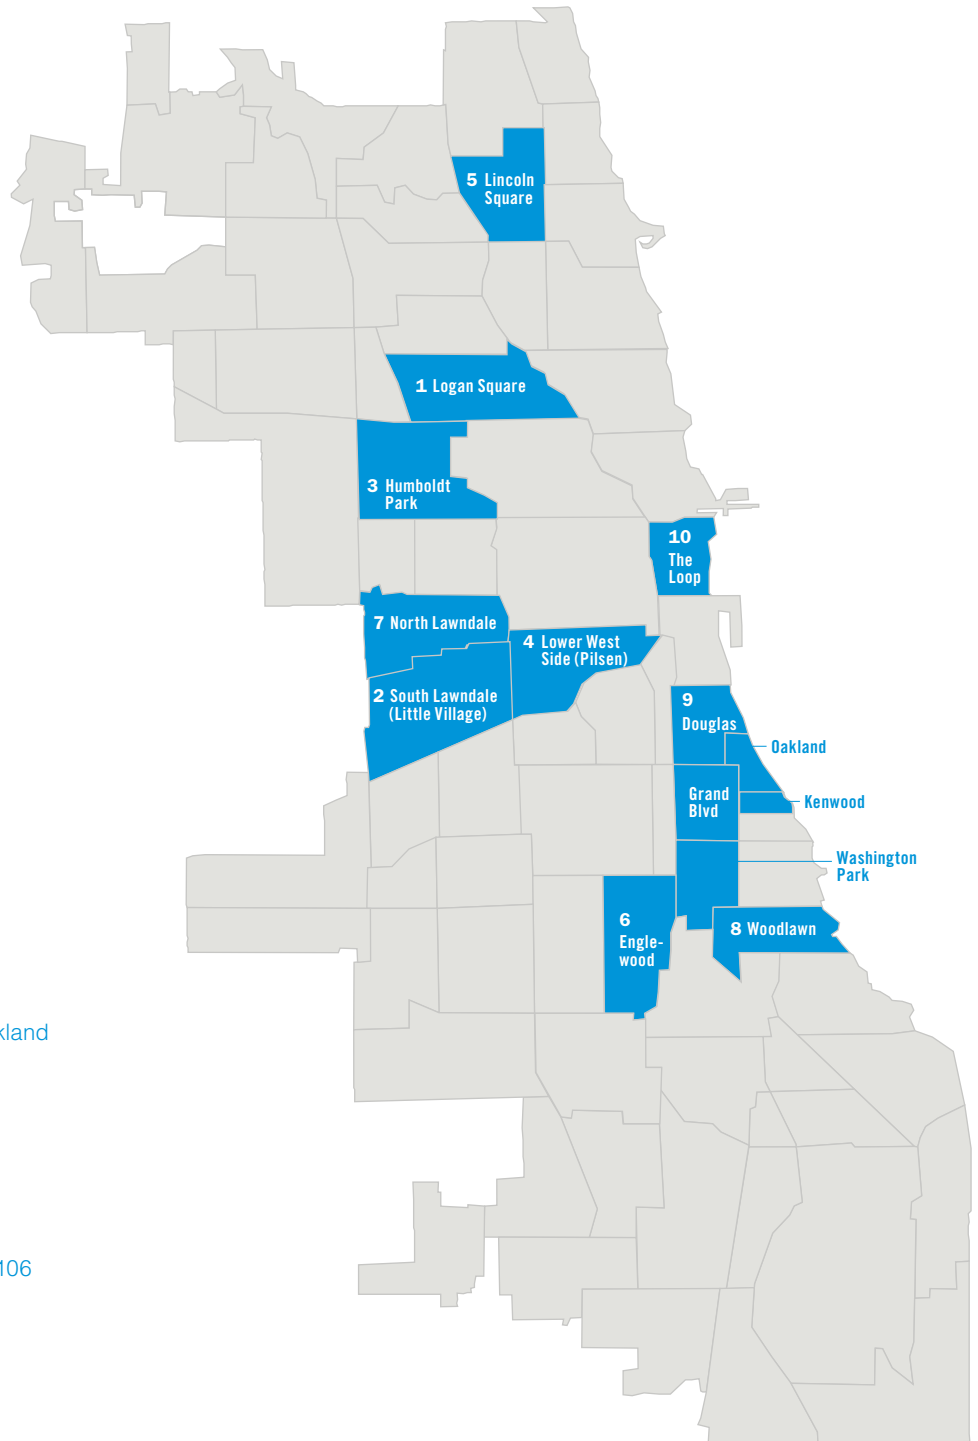 5 Lincoln
Square
1 Logan Square
3 Humboldt
Park
10
The
Loop
7 North Lawndale
4 Lower West
Side (Pilsen)
2 South Lawndale
(Little Village)
9
Douglas
Oakland
Grand
Blvd
Kenwood
Washington
Park
6
Engle-
wood
8 Woodlawn
kland
106